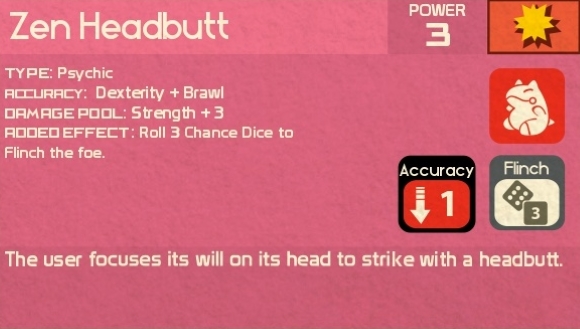 Zen Headbutt
POWER
3
TYPE: Psychic
ACCURACY: Dexterity + Brawl
DAMAGE POOL: Strength + 3
ADDED EFFECT: Roll 3 Chance Dice to
Flinch the foe.
Accuracy
1
Flinch
3
The user focuses its will on its head to strike with a headbutt.